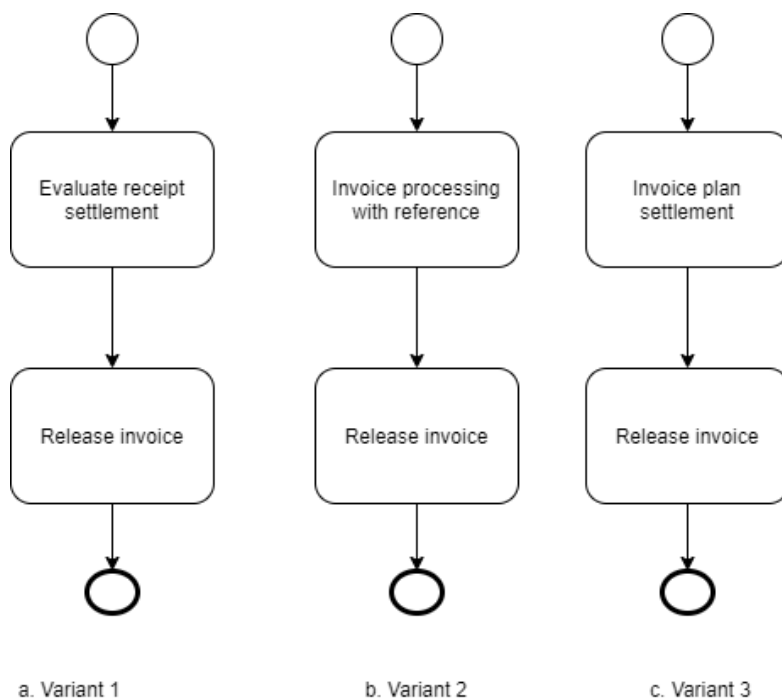 Evaluate receipt
settlement
Invoice processing
with reference
Invoice plan
settlement
Release invoice
Release invoice
Release invoice
a. Variant 1
b. Variant 2
c. Variant 3